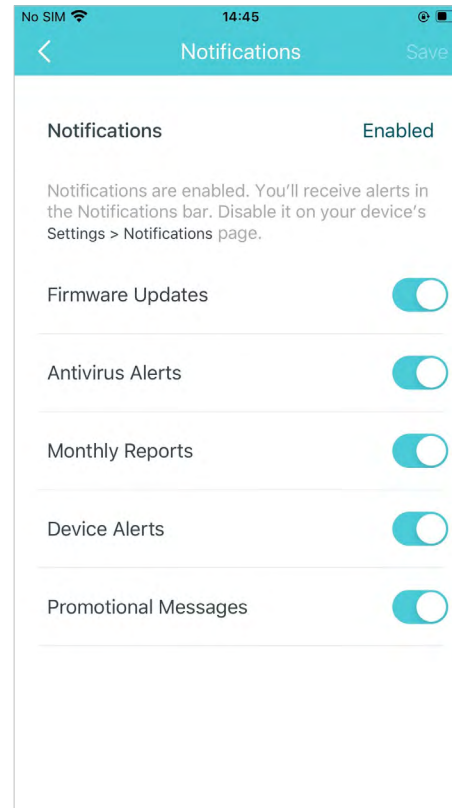 No SIM 14:45
Notifications Save
Notifications Enabled
Notifications are enabled. You'll receive alerts in
the Notifications bar. Disable it on your device's
Settings > Notifications page.
Firmware Updates
Antivirus Alerts
Monthly Reports
Device Alerts
Promotional Messages